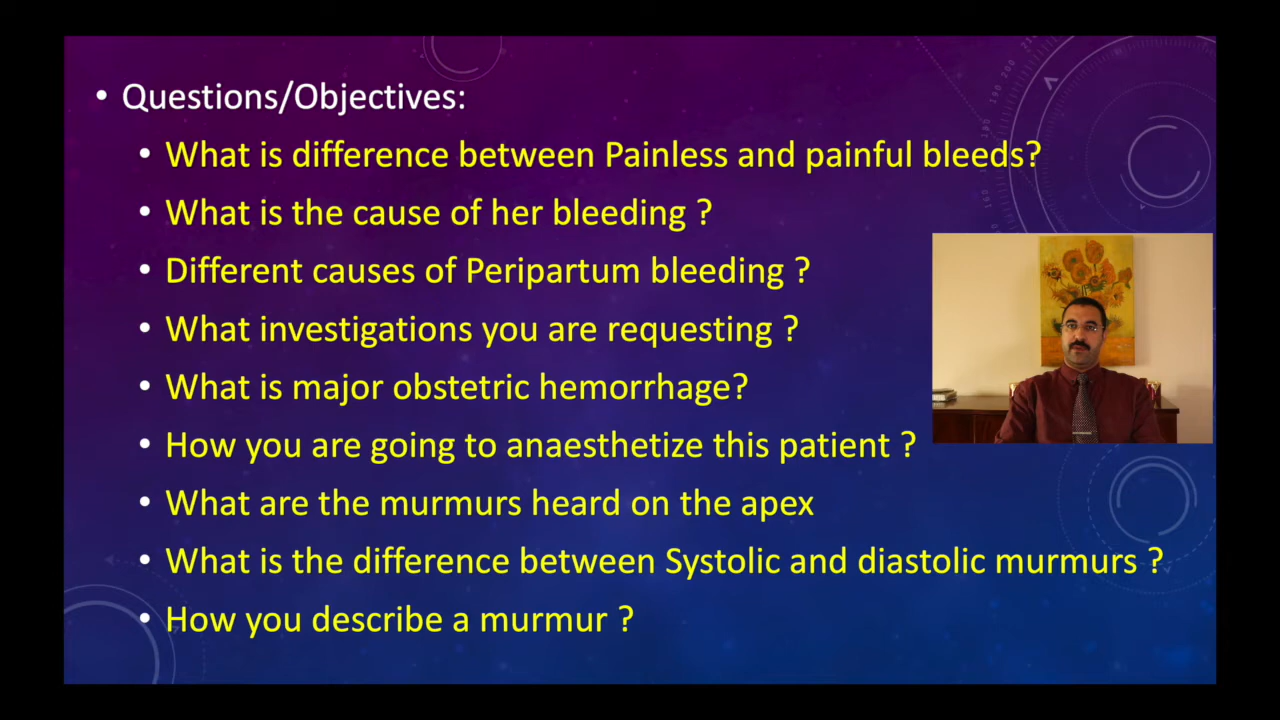 • Questions/Objectives:
• What is difference between Painless and painful bleeds?
• What is the cause of her bleeding ?
• Different causes of Peripartum bleeding ?
• What investigations you are requesting ?
• What is major obstetric hemorrhage?
• How you are going to anaesthetize this patient ?
• What are the murmurs heard on the apex
• What is the difference between Systolic and diastolic murmurs ?
• How you describe a murmur ?